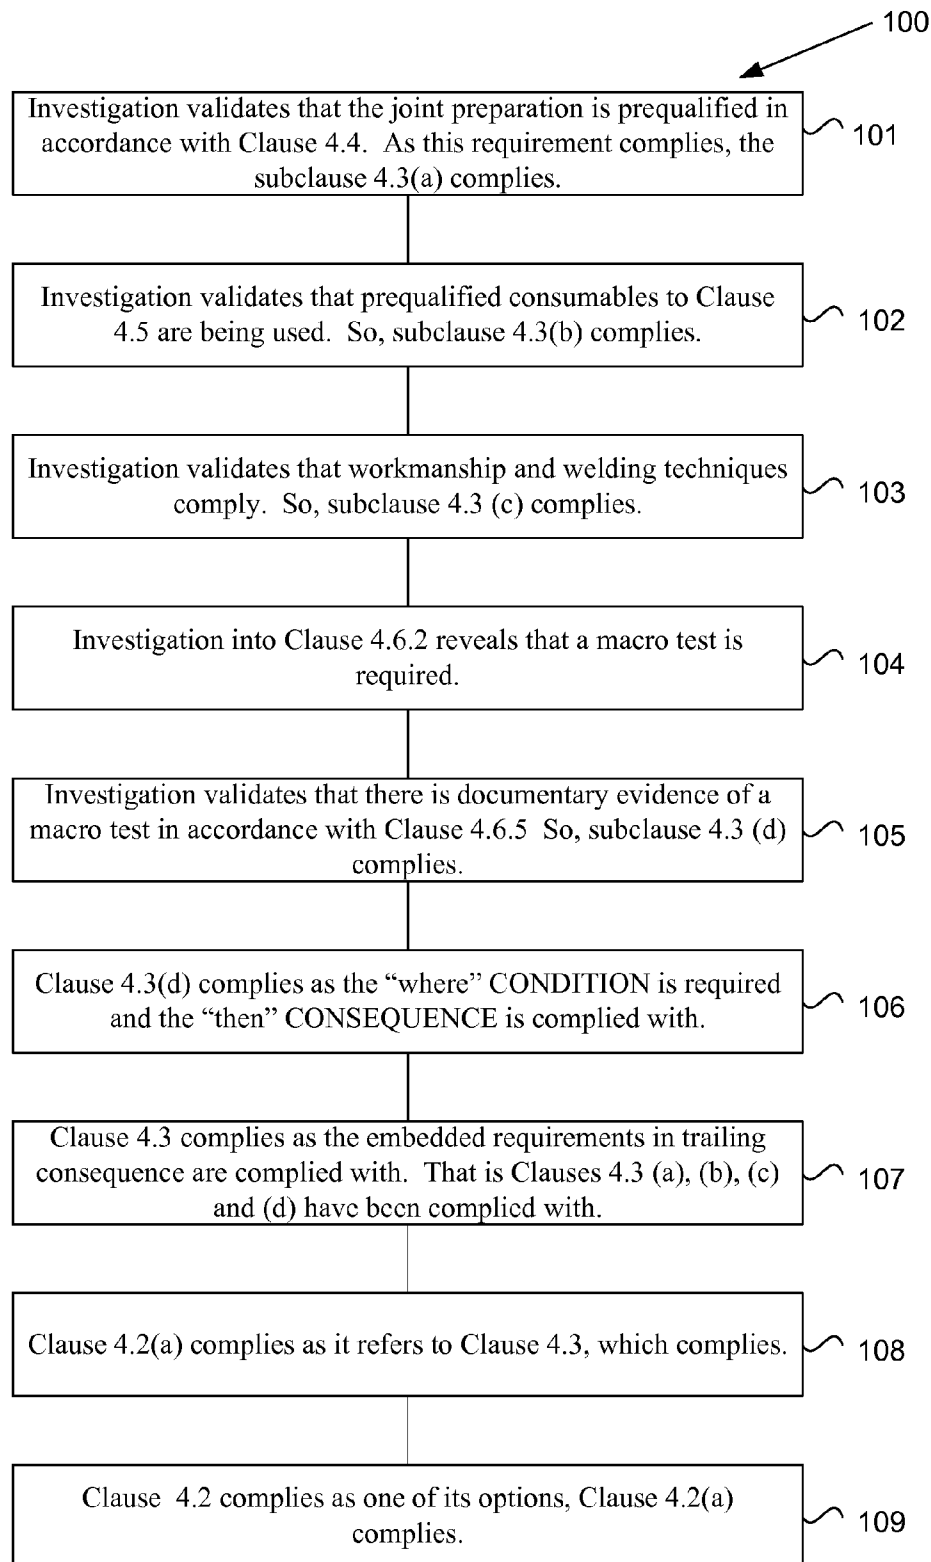 100
Investigation validates that the joint preparation is prequalified in
accordance with Clause 4.4.  As this requirement complies, the
subclause 4.3(a) complies.
101
Investigation validates that prequalified consumables to Clause
4.5 are being used.  So, subclause 4.3(b) complies.
102
Investigation validates that workmanship and welding techniques
comply.  So, subclause 4.3 (c) complies.
103
Investigation into Clause 4.6.2 reveals that a macro test is
required.
104
Investigation validates that there is documentary evidence of a
macro test in accordance with Clause 4.6.5  So, subclause 4.3 (d)
complies.
105
Clause 4.3(d) complies as the “where” CONDITION is required
and the “then” CONSEQUENCE is complied with.
106
Clause 4.3 complies as the embedded requirements in trailing
consequence are complied with.  That is Clauses 4.3 (a), (b), (c)
and (d) have been complied with.
107
Clause 4.2(a) complies as it refers to Clause 4.3, which complies.
108
Clause  4.2 complies as one of its options, Clause 4.2(a)
complies.
109